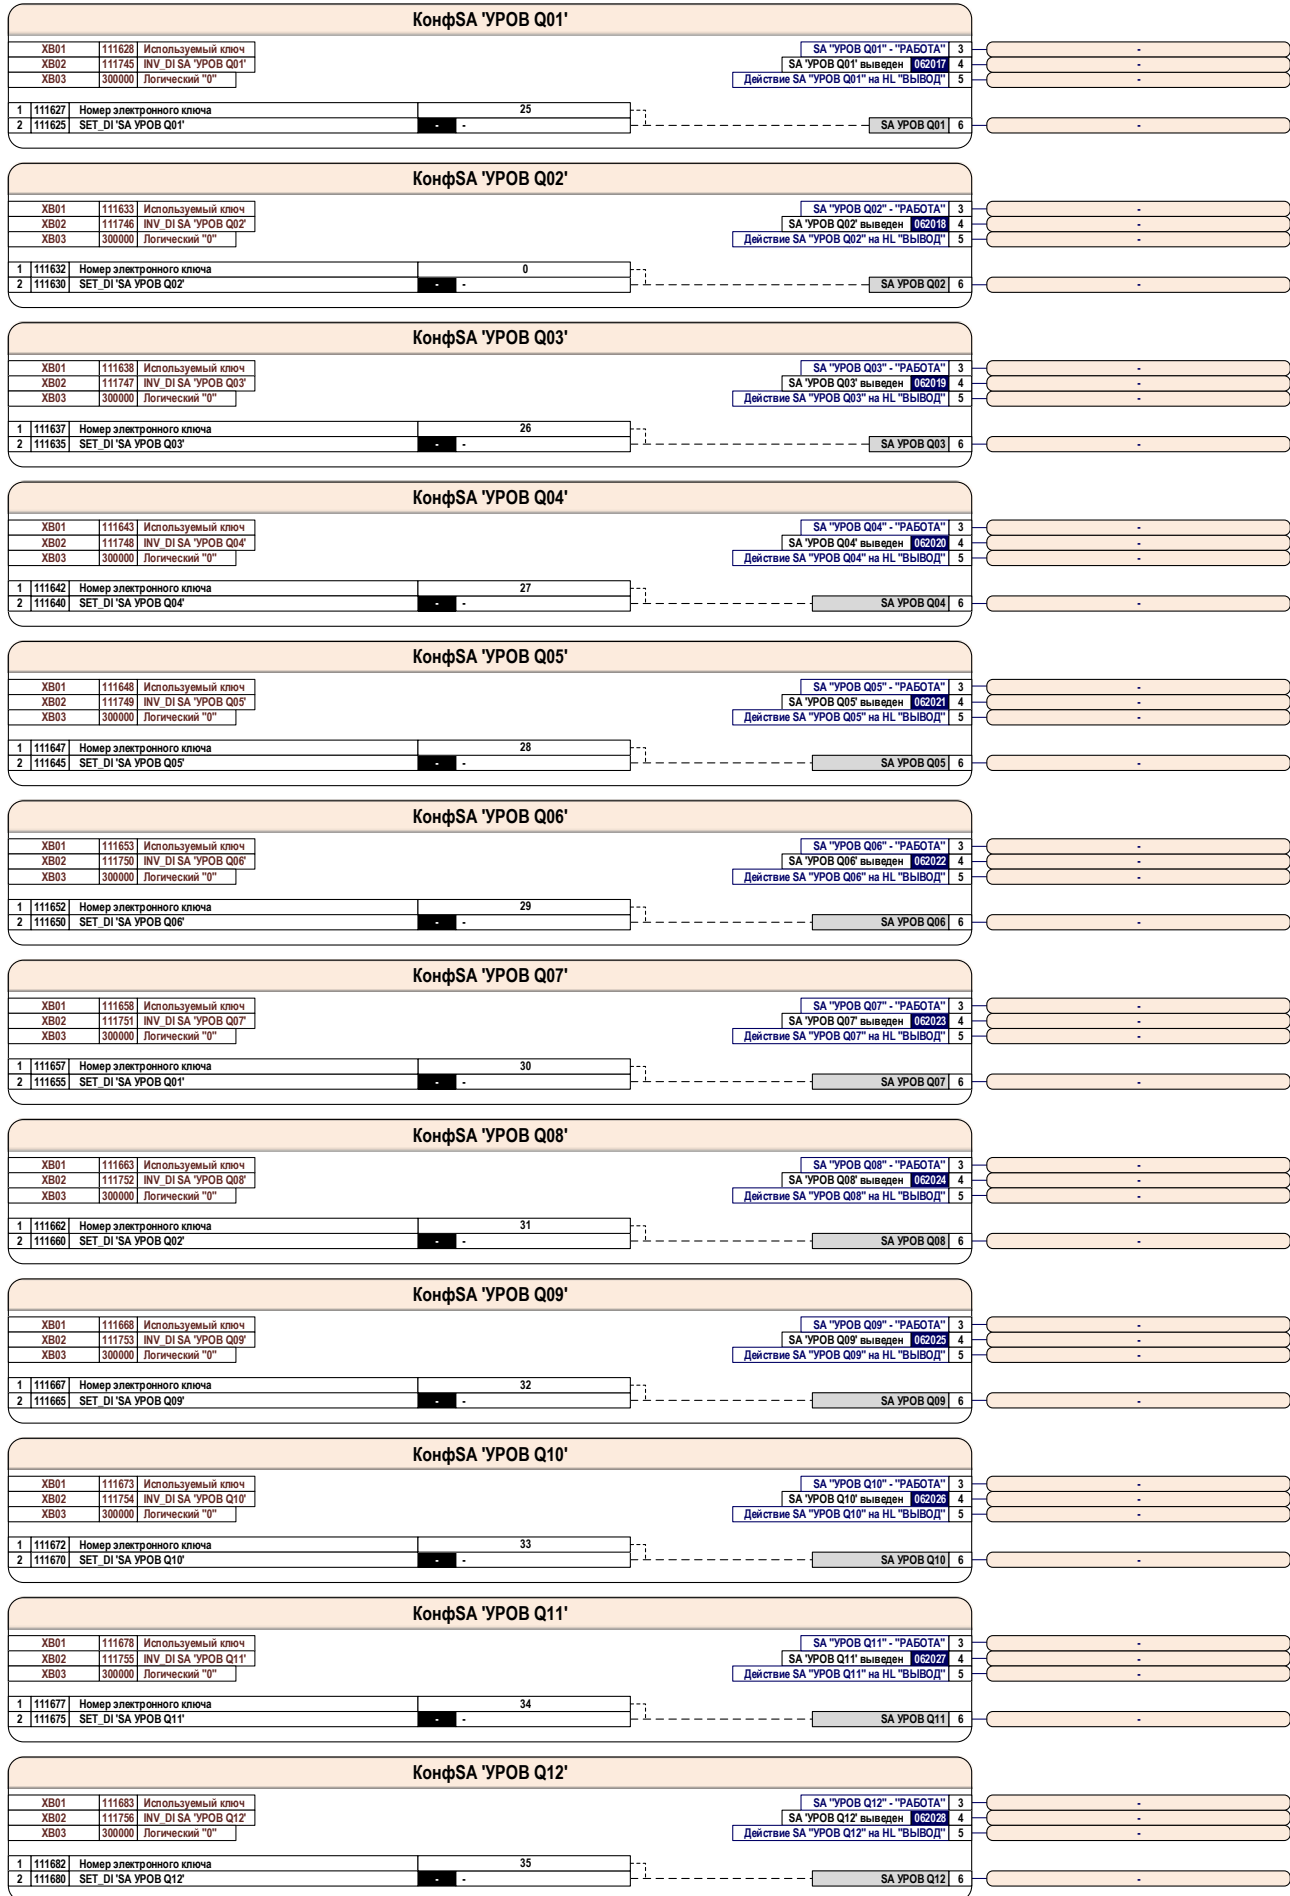 КонфSA 'УРОВ Q01'
XB01 111628 Используемый ключ SA "УРОВ Q01" - "РАБОТА" 3 -
XB02 111745 INV_DI SA 'УРОВ Q01' SA 'УРОВ Q01' выведен 062017 4 -
XB03 300000 Логический "0" Действие SA "УРОВ Q01" на HL "ВЫВОД" 5 -
1 111627 Номер электронного ключа 25
2 111625 SET_DI 'SA УРОВ Q01' - - SA УРОВ Q01 6 -
КонфSA 'УРОВ Q02'
XB01 111633 Используемый ключ SA "УРОВ Q02" - "РАБОТА" 3 -
XB02 111746 INV_DI SA 'УРОВ Q02' SA 'УРОВ Q02' выведен 062018 4 -
XB03 300000 Логический "0" Действие SA "УРОВ Q02" на HL "ВЫВОД" 5 -
1 111632 Номер электронного ключа 0
2 111630 SET_DI 'SA УРОВ Q02' - - SA УРОВ Q02 6 -
КонфSA 'УРОВ Q03'
XB01 111638 Используемый ключ SA "УРОВ Q03" - "РАБОТА" 3 -
XB02 111747 INV_DI SA 'УРОВ Q03' SA 'УРОВ Q03' выведен 062019 4 -
XB03 300000 Логический "0" Действие SA "УРОВ Q03" на HL "ВЫВОД" 5 -
1 111637 Номер электронного ключа 26
2 111635 SET_DI 'SA УРОВ Q03' - - SA УРОВ Q03 6 -
КонфSA 'УРОВ Q04'
XB01 111643 Используемый ключ SA "УРОВ Q04" - "РАБОТА" 3 -
XB02 111748 INV_DI SA 'УРОВ Q04' SA 'УРОВ Q04' выведен 062020 4 -
XB03 300000 Логический "0" Действие SA "УРОВ Q04" на HL "ВЫВОД" 5 -
1 111642 Номер электронного ключа 27
2 111640 SET_DI 'SA УРОВ Q04' - - SA УРОВ Q04 6 -
КонфSA 'УРОВ Q05'
XB01 111648 Используемый ключ SA "УРОВ Q05" - "РАБОТА" 3 -
XB02 111749 INV_DI SA 'УРОВ Q05' SA 'УРОВ Q05' выведен 062021 4 -
XB03 300000 Логический "0" Действие SA "УРОВ Q05" на HL "ВЫВОД" 5 -
1 111647 Номер электронного ключа 28
2 111645 SET_DI 'SA УРОВ Q05' - - SA УРОВ Q05 6 -
КонфSA 'УРОВ Q06'
XB01 111653 Используемый ключ SA "УРОВ Q06" - "РАБОТА" 3 -
XB02 111750 INV_DI SA 'УРОВ Q06' SA 'УРОВ Q06' выведен 062022 4 -
XB03 300000 Логический "0" Действие SA "УРОВ Q06" на HL "ВЫВОД" 5 -
1 111652 Номер электронного ключа 29
2 111650 SET_DI 'SA УРОВ Q06' - - SA УРОВ Q06 6 -
КонфSA 'УРОВ Q07'
XB01 111658 Используемый ключ SA "УРОВ Q07" - "РАБОТА" 3 -
XB02 111751 INV_DI SA 'УРОВ Q07' SA 'УРОВ Q07' выведен 062023 4 -
XB03 300000 Логический "0" Действие SA "УРОВ Q07" на HL "ВЫВОД" 5 -
1 111657 Номер электронного ключа 30
2 111655 SET_DI 'SA УРОВ Q01' - - SA УРОВ Q07 6 -
КонфSA 'УРОВ Q08'
XB01 111663 Используемый ключ SA "УРОВ Q08" - "РАБОТА" 3 -
XB02 111752 INV_DI SA 'УРОВ Q08' SA 'УРОВ Q08' выведен 062024 4 -
XB03 300000 Логический "0" Действие SA "УРОВ Q08" на HL "ВЫВОД" 5 -
1 111662 Номер электронного ключа 31
2 111660 SET_DI 'SA УРОВ Q02' - - SA УРОВ Q08 6 -
КонфSA 'УРОВ Q09'
XB01 111668 Используемый ключ SA "УРОВ Q09" - "РАБОТА" 3 -
XB02 111753 INV_DI SA 'УРОВ Q09' SA 'УРОВ Q09' выведен 062025 4 -
XB03 300000 Логический "0" Действие SA "УРОВ Q09" на HL "ВЫВОД" 5 -
1 111667 Номер электронного ключа 32
2 111665 SET_DI 'SA УРОВ Q09' - - SA УРОВ Q09 6 -
КонфSA 'УРОВ Q10'
XB01 111673 Используемый ключ SA "УРОВ Q10" - "РАБОТА" 3 -
XB02 111754 INV_DI SA 'УРОВ Q10' SA 'УРОВ Q10' выведен 062026 4 -
XB03 300000 Логический "0" Действие SA "УРОВ Q10" на HL "ВЫВОД" 5 -
1 111672 Номер электронного ключа 33
2 111670 SET_DI 'SA УРОВ Q10' - - SA УРОВ Q10 6 -
КонфSA 'УРОВ Q11'
XB01 111678 Используемый ключ SA "УРОВ Q11" - "РАБОТА" 3 -
XB02 111755 INV_DI SA 'УРОВ Q11' SA 'УРОВ Q11' выведен 062027 4 -
XB03 300000 Логический "0" Действие SA "УРОВ Q11" на HL "ВЫВОД" 5 -
1 111677 Номер электронного ключа 34
2 111675 SET_DI 'SA УРОВ Q11' - - SA УРОВ Q11 6 -
КонфSA 'УРОВ Q12'
XB01 111683 Используемый ключ SA "УРОВ Q12" - "РАБОТА" 3 -
XB02 111756 INV_DI SA 'УРОВ Q12' SA 'УРОВ Q12' выведен 062028 4 -
XB03 300000 Логический "0" Действие SA "УРОВ Q12" на HL "ВЫВОД" 5 -
1 111682 Номер электронного ключа 35
2 111680 SET_DI 'SA УРОВ Q12' - - SA УРОВ Q12 6 -